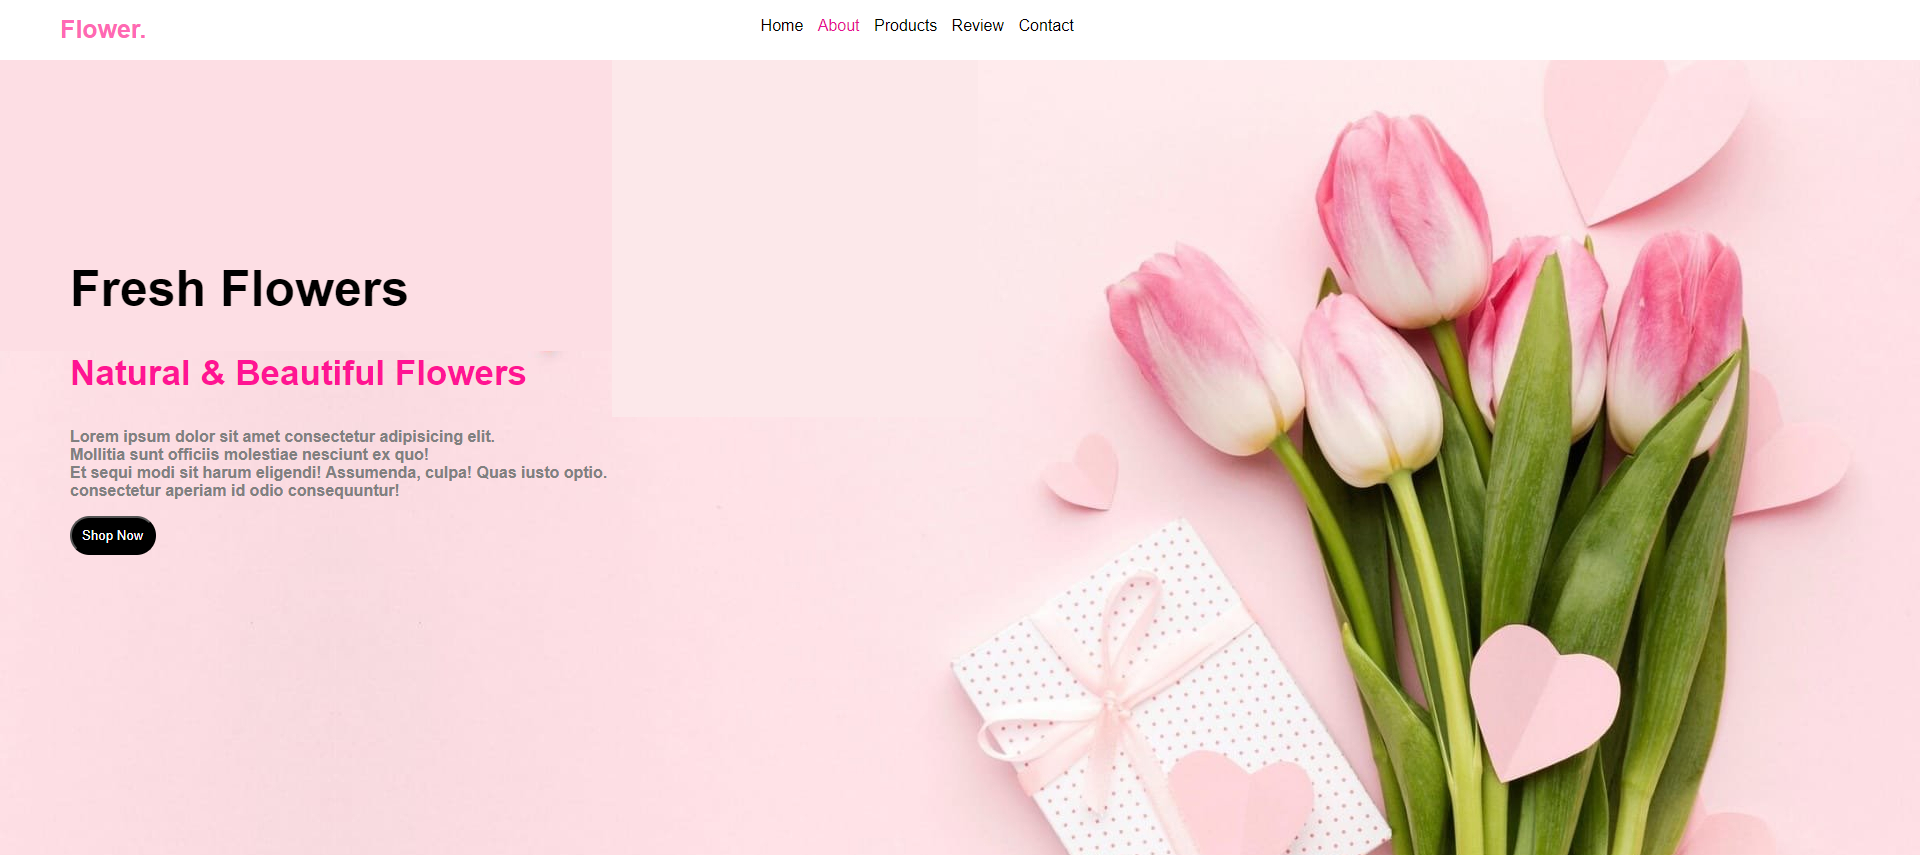 Flower.
Home About Products Review Contact
Fresh Flowers
Natural & Beautiful Flowers
Lorem ipsum dolor sit amet consectetur adipisicing elit.
Mollitia sunt officiis molestiae nesciunt ex quo!
Et sequi modi sit harum eligendi! Assumenda, culpa! Quas iusto optio.
consectetur aperiam id odio consequuntur!
Shop Now